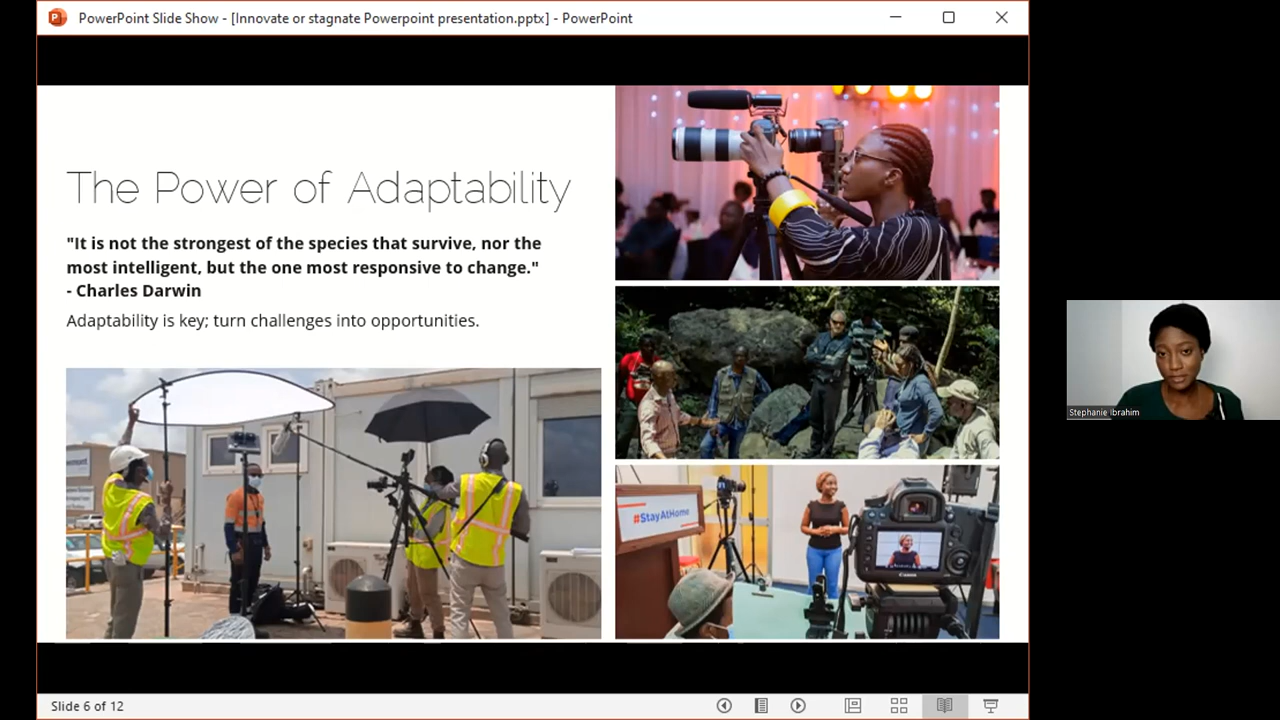 PowerPoint Slide Show - [Innovate or stagnate Powerpoint presentation.pptx] - PowerPoint
The Power of Adaptability
"It is not the strongest of the species that survive, nor the
most intelligent, but the one most responsive to change."
- Charles Darwin
Adaptability is key; turn challenges into opportunities.
#StayAtHome
Canon
Stephanie Ibrahim
Slide 6 of 12